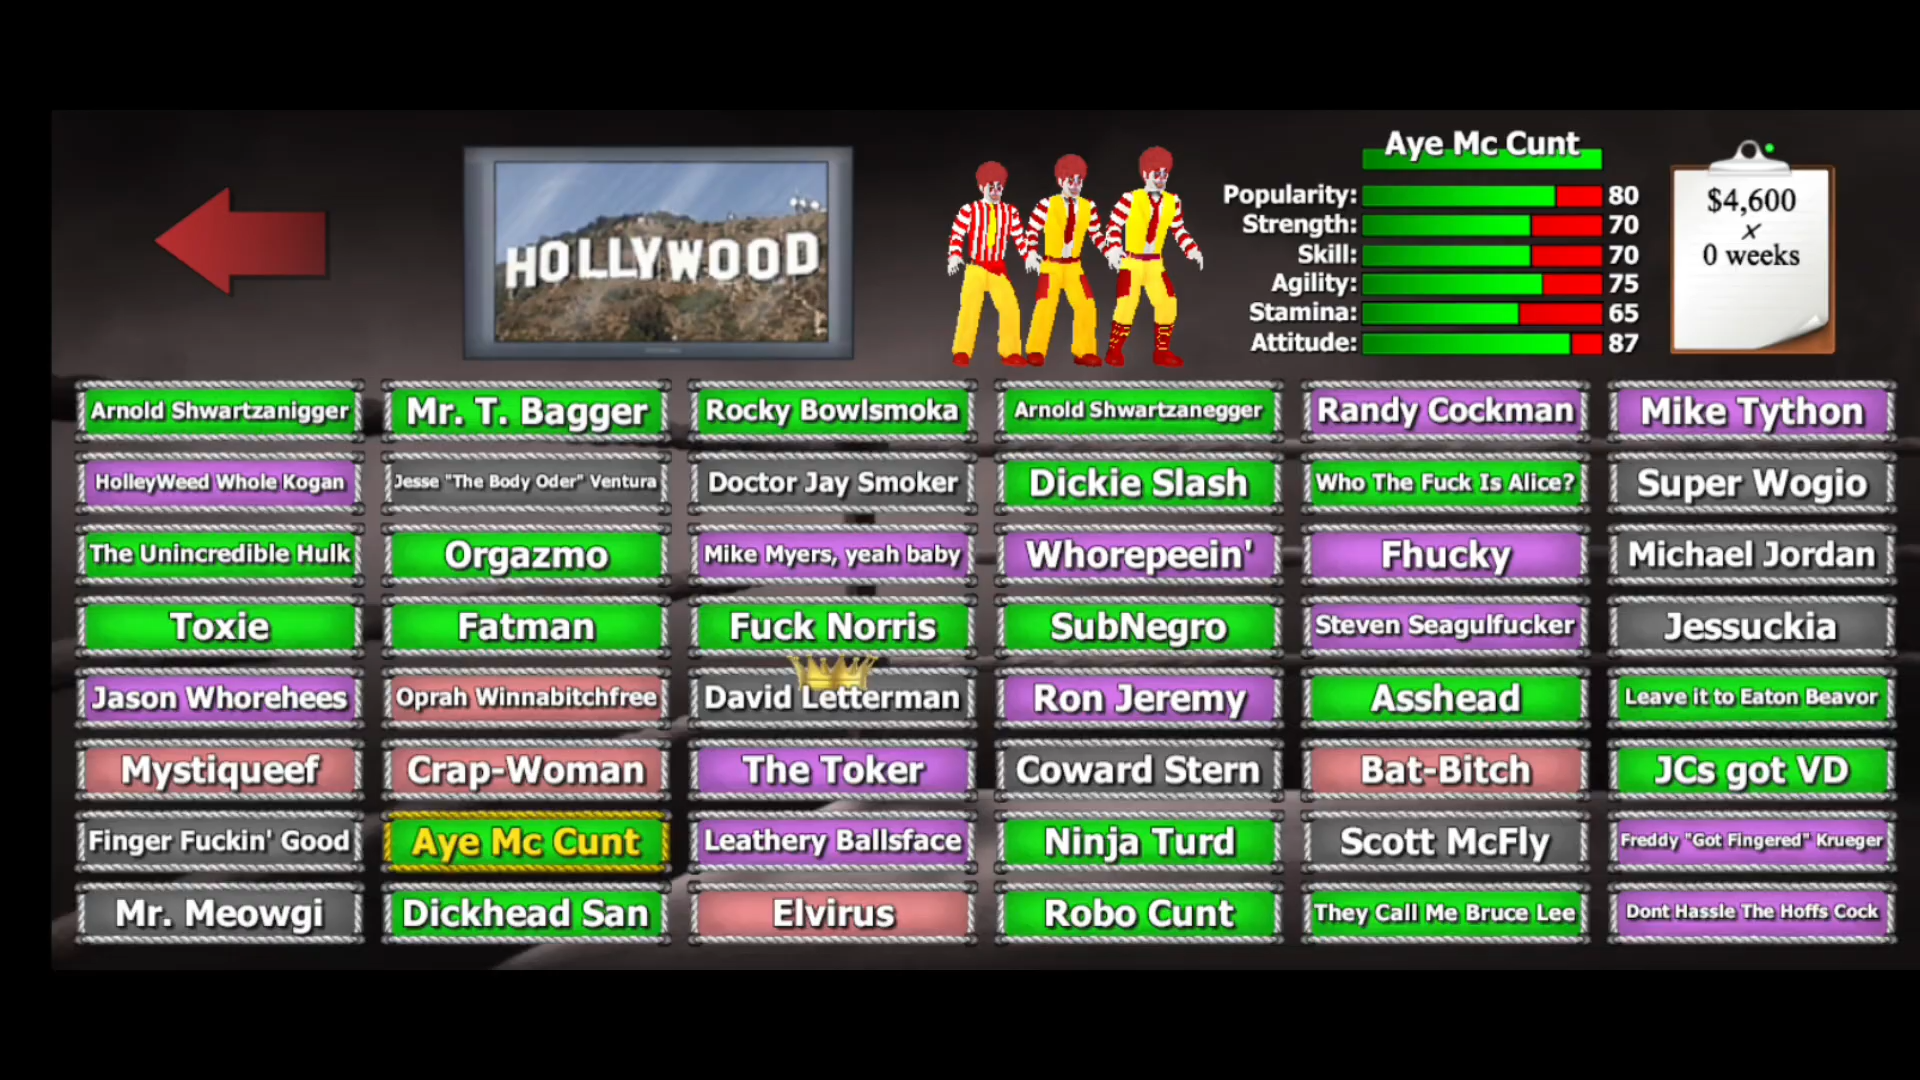 HOLLYWOOD
Aye Mc Cunt
Popularity: 80
Strength: 70
Skill: 70
Agility: 75
Stamina: 65
Attitude: 87
$4,600
x
0 weeks
Arnold Shwartzanigger Mr. T. Bagger Rocky Bowlsmoka Arnold Shwartzanegger Randy Cockman Mike Tython
HolleyWeed Whole Kogan Jesse "The Body Oder" Ventura Doctor Jay Smoker Dickie Slash Who The Fuck Is Alice? Super Wogio
The Unincredible Hulk Orgazmo Mike Myers, yeah baby Whorepeein' Fhucky Michael Jordan
Toxie Fatman Fuck Norris SubNegro Steven Seagulfucker Jessuckia
Jason Whorehees Oprah Winnabitchfree David Letterman Ron Jeremy Asshead Leave it to Eaton Beavor
Mystiqueef Crap-Woman The Toker Coward Stern Bat-Bitch JCs got VD
Finger Fuckin' Good Aye Mc Cunt Leathery Ballsface Ninja Turd Scott McFly Freddy "Got Fingered" Krueger
Mr. Meowgi Dickhead San Elvirus Robo Cunt They Call Me Bruce Lee Dont Hassle The Hoffs Cock